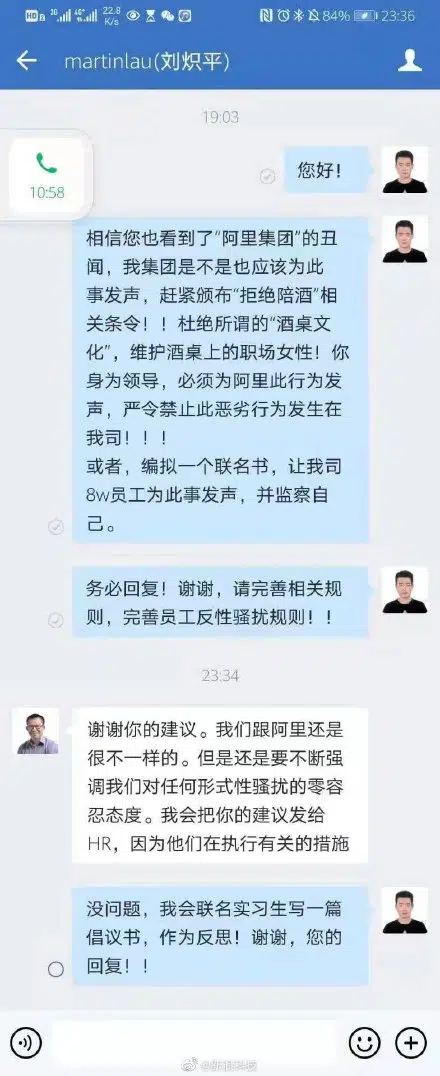 HD 2G 4G 22.8 K/s 84% 23:36
martinlau(刘炽平)
19:03
10:58
您好！
相信您也看到了“阿里集团”的丑
闻，我集团是不是也应该为此
事发声，赶紧颁布“拒绝陪酒”相
关条令！！杜绝所谓的“酒桌文
化”，维护酒桌上的职场女性！你
身为领导，必须为阿里此行为发
声，严令禁止此恶劣行为发生在
我司！！！
或者，编拟一个联名书，让我司
8w员工为此事发声，并监察自
己。
务必回复！谢谢，请完善相关规
则，完善员工反性骚扰规则！！
23:34
谢谢你的建议。我们跟阿里还是
很不一样的。但是还是要不断强
调我们对任何形式性骚扰的零容
忍态度。我会把你的建议发给
HR，因为他们在执行有关的措施
没问题，我会联名实习生写一篇
倡议书，作为反思！谢谢，您的
回复！！
@新浪科技